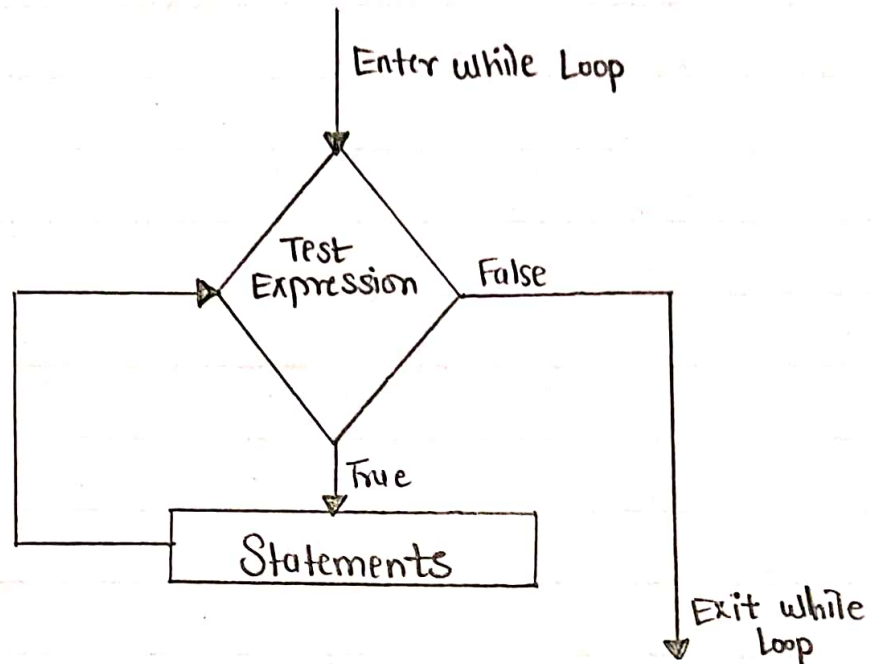 Enter while Loop
Test
Expression
False
True
Statements
Exit while
Loop